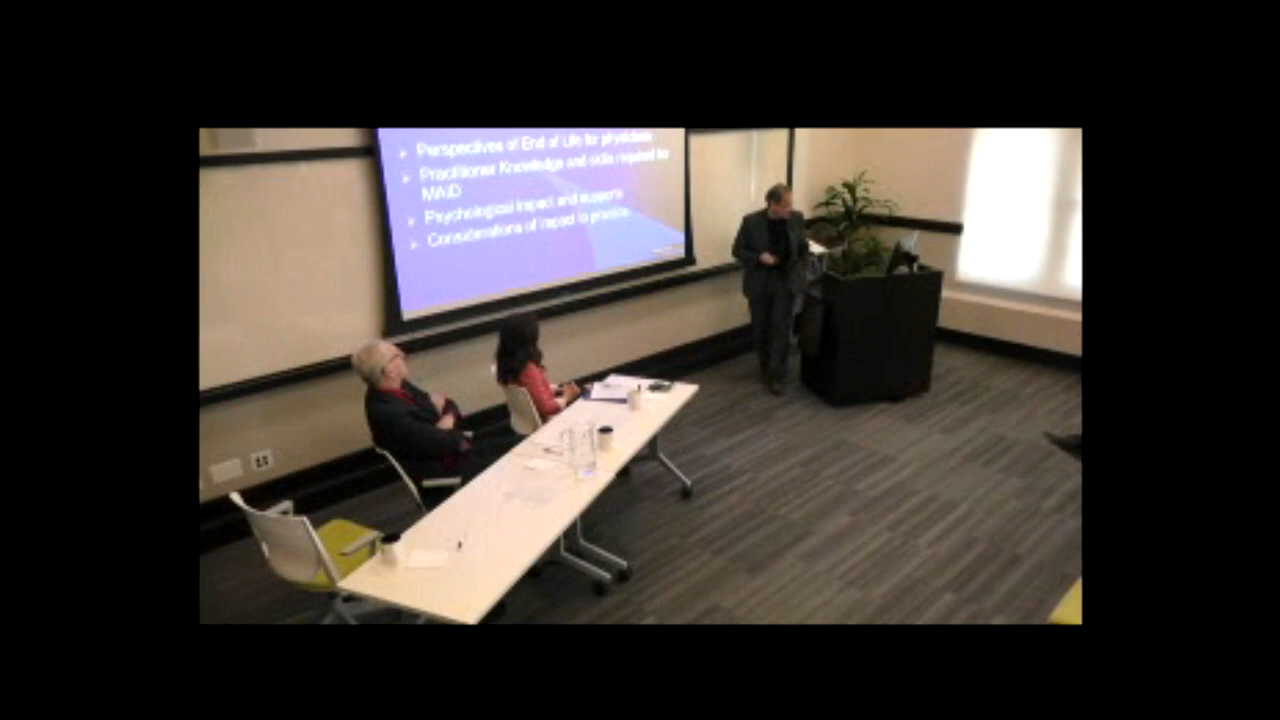 Perspectives of End of Life for physicians
Practitioner Knowledge and skills required for
MAiD
Psychological impact and supports
Considerations of impact to practice